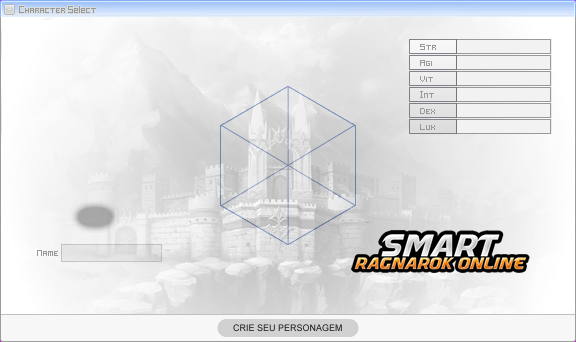 Character Select
Str
Agi
Vit
Int
Dex
Luk
Name
SMART
RAGNAROK ONLINE
CRIE SEU PERSONAGEM